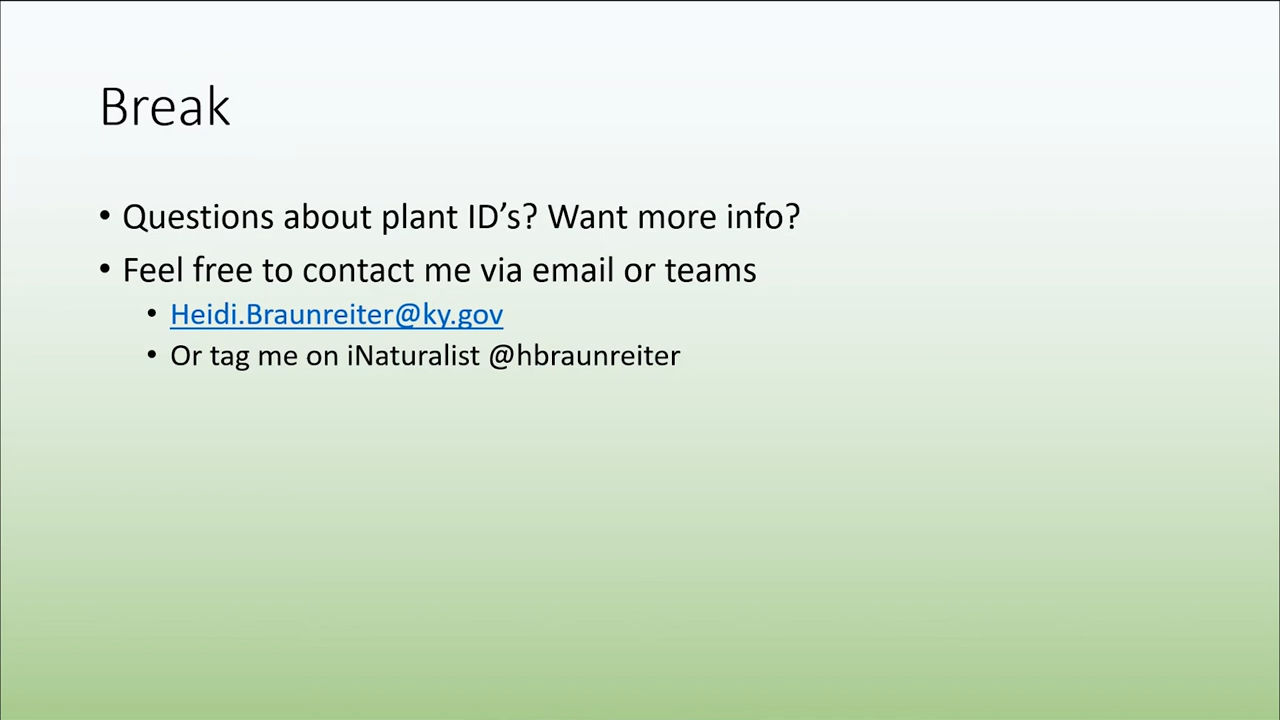 Break
• Questions about plant ID’s? Want more info?
• Feel free to contact me via email or teams
• Heidi.Braunreiter@ky.gov
• Or tag me on iNaturalist @hbraunreiter